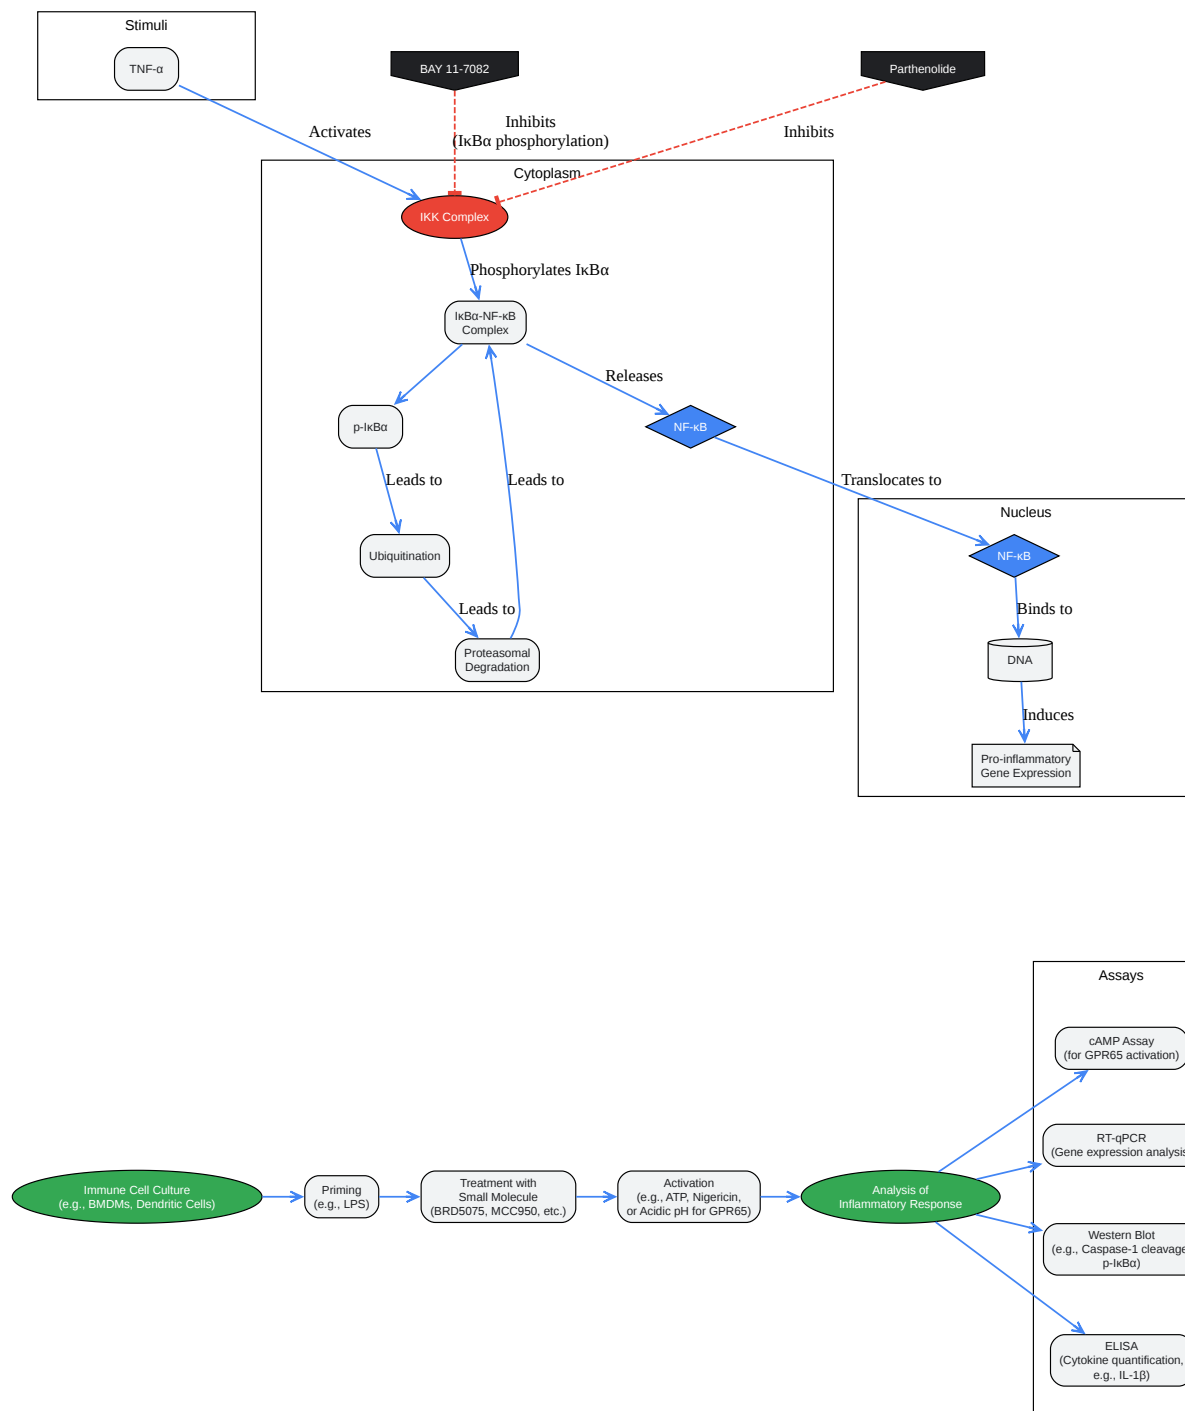 Stimuli
TNF-α
BAY 11-7082
Parthenolide
Activates
Inhibits
(IκBα phosphorylation)
Inhibits
Cytoplasm
IKK Complex
Phosphorylates IκBα
IκBα-NF-κB
Complex
Releases
p-IκBα
NF-κB
Leads to
Leads to
Translocates to
Nucleus
Ubiquitination
NF-κB
Leads to
Binds to
Proteasomal
Degradation
DNA
Induces
Pro-inflammatory
Gene Expression
Assays
cAMP Assay
(for GPR65 activation)
RT-qPCR
(Gene expression analysis
Immune Cell Culture
(e.g., BMDMs, Dendritic Cells)
Priming
(e.g., LPS)
Treatment with
Small Molecule
(BRD5075, MCC950, etc.)
Activation
(e.g., ATP, Nigericin,
or Acidic pH for GPR65)
Analysis of
Inflammatory Response
Western Blot
(e.g., Caspase-1 cleavage
p-IκBα)
ELISA
(Cytokine quantification,
e.g., IL-1β)